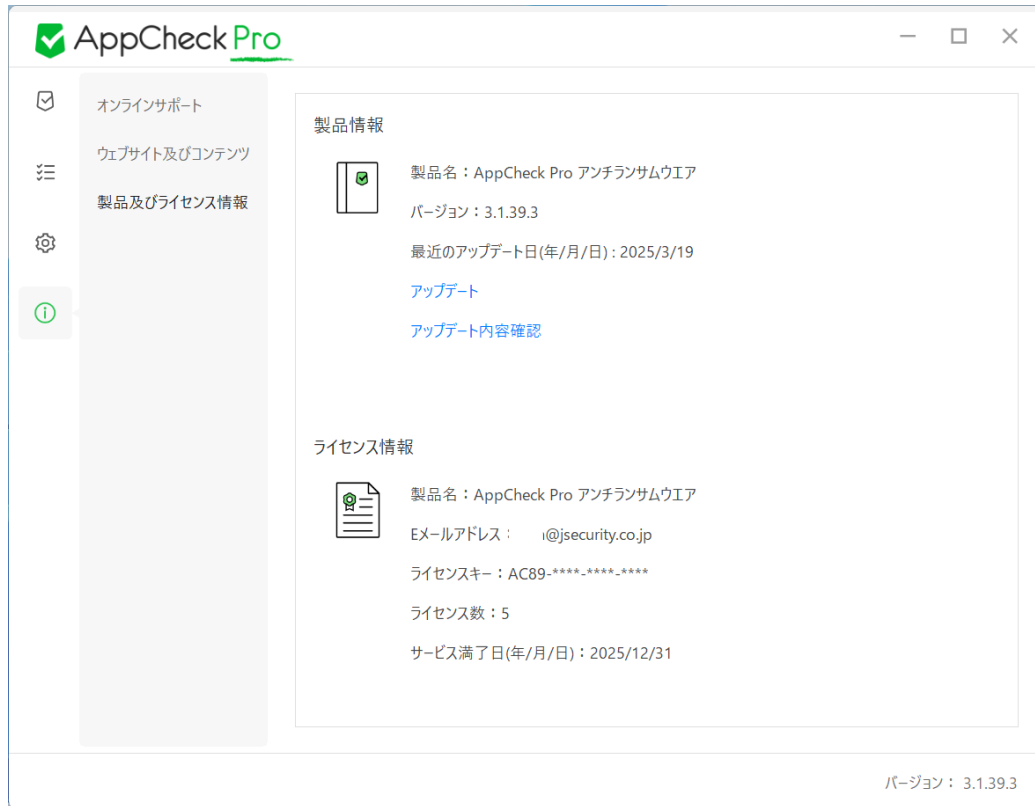 AppCheck Pro
オンラインサポート
ウェブサイト及びコンテンツ
製品及びライセンス情報
製品情報
製品名：AppCheck Pro アンチランサムウエア
バージョン：3.1.39.3
最近のアップデート日(年/月/日) : 2025/3/19
アップデート
アップデート内容確認
ライセンス情報
製品名：AppCheck Pro アンチランサムウエア
Eメールアドレス： @jsecurity.co.jp
ライセンスキー：AC89-****-****-****
ライセンス数：5
サービス満了日(年/月/日)：2025/12/31
バージョン： 3.1.39.3